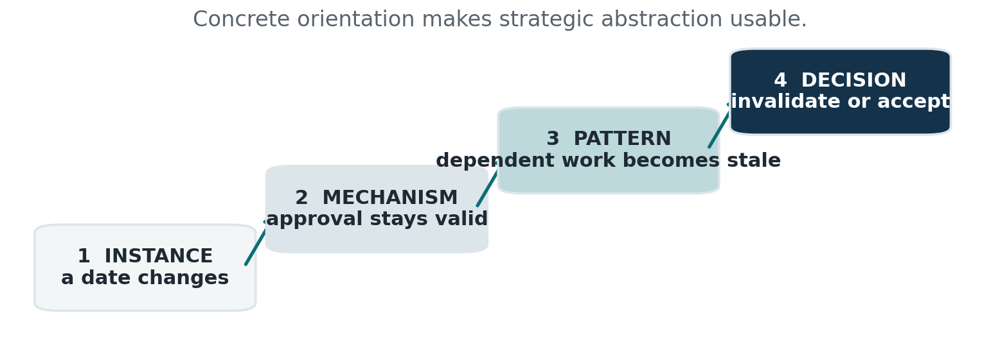 Concrete orientation makes strategic abstraction usable.
1  INSTANCE
a date changes
2  MECHANISM
approval stays valid
3  PATTERN
dependent work becomes stale
4  DECISION
invalidate or accept